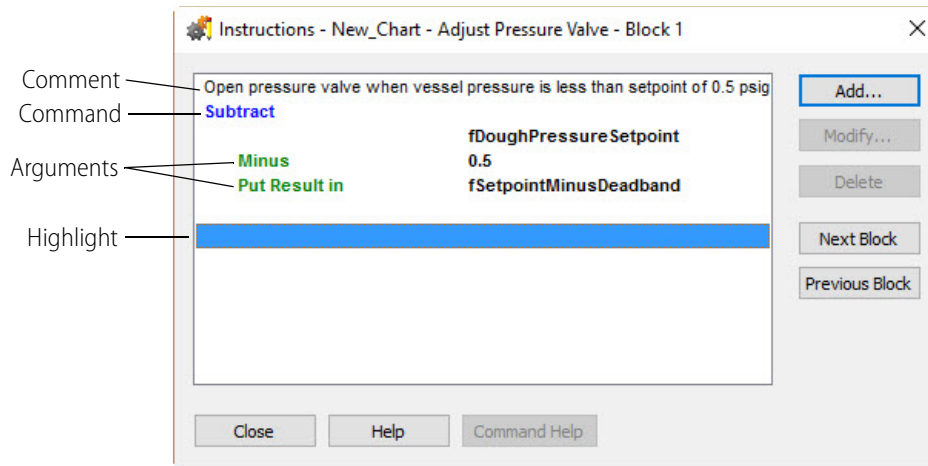 Instructions - New_Chart - Adjust Pressure Valve - Block 1
Comment
Open pressure valve when vessel pressure is less than setpoint of 0.5 psig
Add...
Command
Subtract
fDoughPressureSetpoint
Modify...
Arguments
Minus 0.5
Put Result in fSetpointMinusDeadband
Delete
Highlight
Next Block
Previous Block
Close Help Command Help